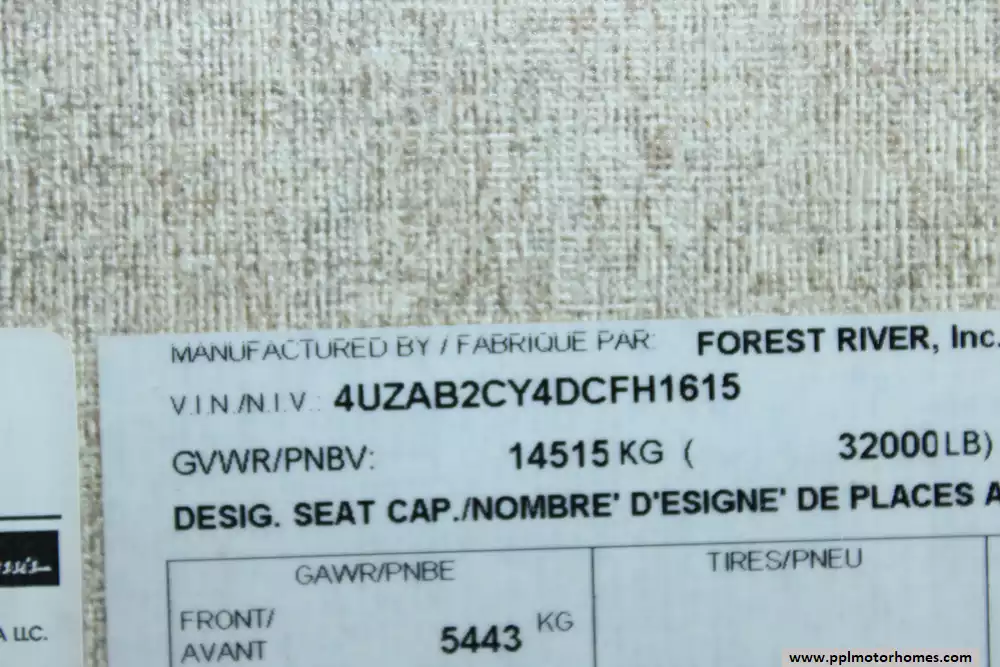 MANUFACTURED BY / FABRIQUE PAR: FOREST RIVER, Inc.
V.I.N./N.I.V.: 4UZAB2CY4DCFH1615
GVWR/PNBV: 14515 KG ( 32000 LB)
DESIG. SEAT CAP./NOMBRE' D'ESIGNE' DE PLACES A
GAWR/PNBE TIRES/PNEU
FRONT/
AVANT 5443 KG
A LLC.
www.pplmotorhomes.com